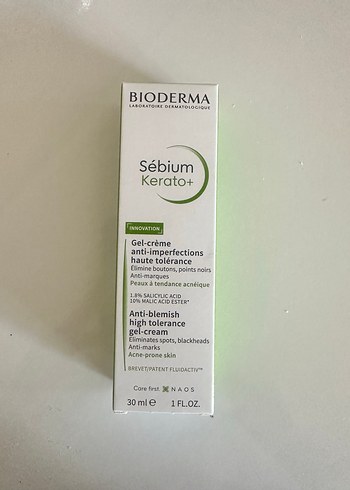 BIODERMA
LABORATOIRE DERMATOLOGIQUE
Sébium
Kerato+
INNOVATION
Gel-crème
anti-imperfections
haute tolérance
Élimine boutons, points noirs
Anti-marques
Peaux à tendance acnéique
1.8% SALICYLIC ACID
10% MALIC ACID ESTER*
Anti-blemish
high tolerance
gel-cream
Eliminates spots, blackheads
Anti-marks
Acne-prone skin
BREVET/PATENT FLUIDACTIV™
Care first NAOS
30 ml e 1 FL.OZ.